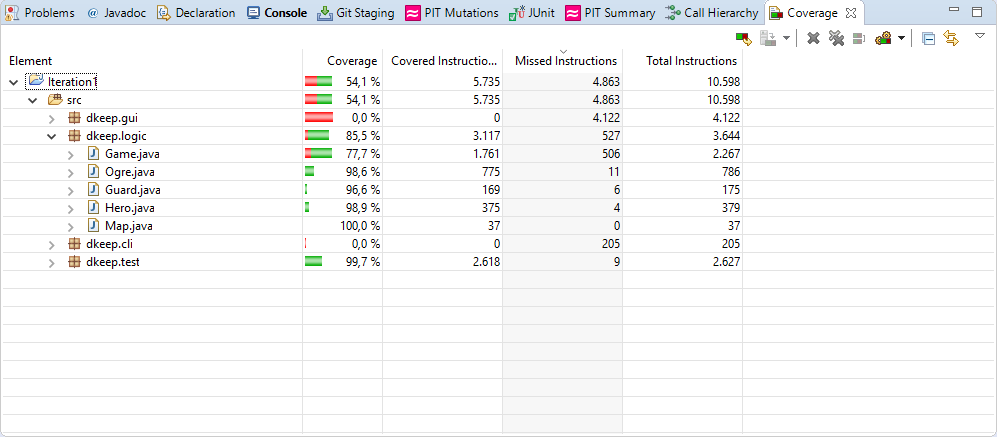 Problems @ Javadoc Declaration Console Git Staging PIT Mutations JUnit PIT Summary Call Hierarchy Coverage
Element Coverage Covered Instructio... Missed Instructions Total Instructions
Iteration1 54,1 % 5.735 4.863 10.598
src 54,1 % 5.735 4.863 10.598
dkeep.gui 0,0 % 0 4.122 4.122
dkeep.logic 85,5 % 3.117 527 3.644
Game.java 77,7 % 1.761 506 2.267
Ogre.java 98,6 % 775 11 786
Guard.java 96,6 % 169 6 175
Hero.java 98,9 % 375 4 379
Map.java 100,0 % 37 0 37
dkeep.cli 0,0 % 0 205 205
dkeep.test 99,7 % 2.618 9 2.627